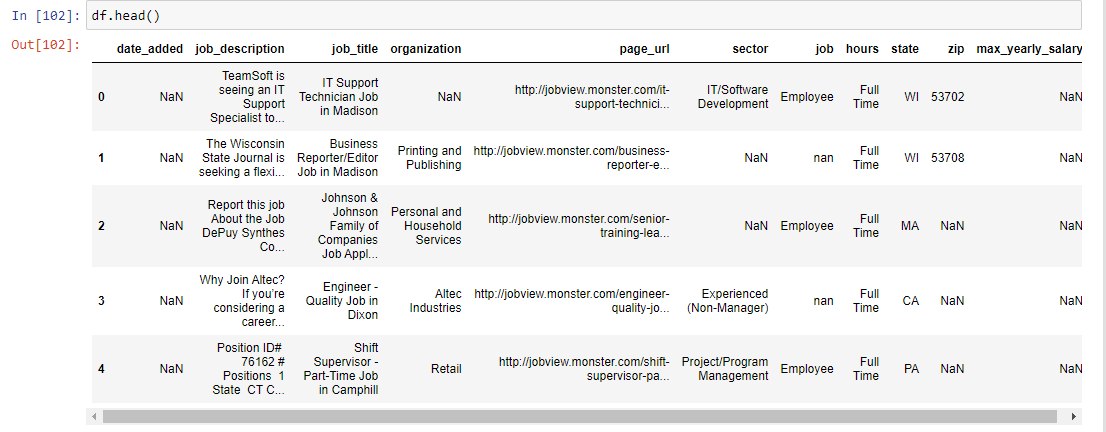 In [102]: df.head()
Out[102]:
date_added job_description job_title organization page_url sector job hours state zip max_yearly_salary
0 NaN TeamSoft is seeing an IT Support Specialist to... IT Support Technician Job in Madison NaN http://jobview.monster.com/it-support-technici... IT/Software Development Employee Full Time WI 53702 NaN
1 NaN The Wisconsin State Journal is seeking a flexi... Business Reporter/Editor Job in Madison Printing and Publishing http://jobview.monster.com/business-reporter-e... NaN nan Full Time WI 53708 NaN
2 NaN Report this job About the Job DePuy Synthes Co... Johnson & Johnson Family of Companies Job Appl... Personal and Household Services http://jobview.monster.com/senior-training-lea... NaN Employee Full Time MA NaN NaN
3 NaN Why Join Altec? If you're considering a career... Engineer - Quality Job in Dixon Altec Industries http://jobview.monster.com/engineer-quality-jo... Experienced (Non-Manager) nan Full Time CA NaN NaN
4 NaN Position ID# 76162 # Positions 1 State CT C... Shift Supervisor - Part-Time Job in Camphill Retail http://jobview.monster.com/shift-supervisor-pa... Project/Program Management Employee Full Time PA NaN NaN